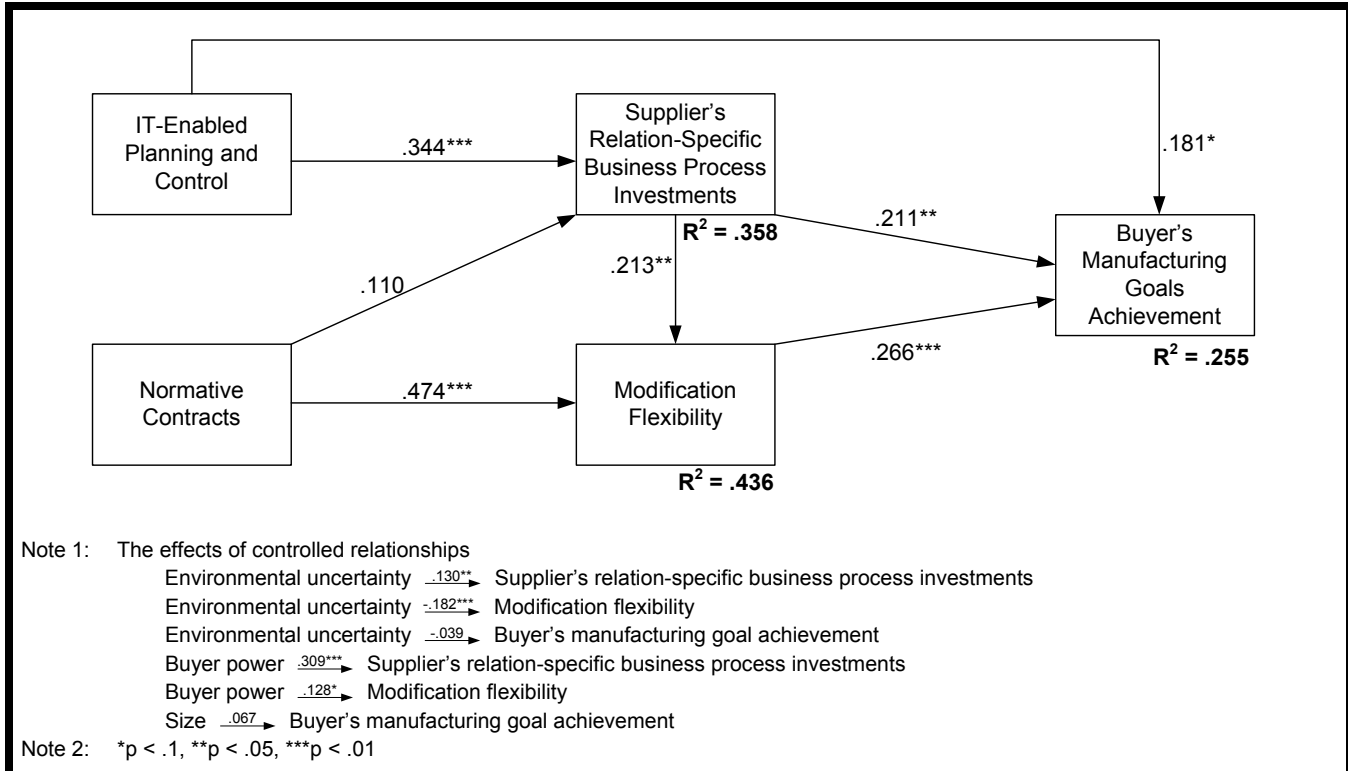 IT-Enabled
Planning and
Control
.344***
Supplier's
Relation-Specific
Business Process
Investments
R² = .358
.181*
.211**
.213**
.110
Buyer's
Manufacturing
Goals
Achievement
R² = .255
Normative
Contracts
.474***
Modification
Flexibility
R² = .436
.266***
Note 1: The effects of controlled relationships
Environmental uncertainty .130** Supplier's relation-specific business process investments
Environmental uncertainty -.182*** Modification flexibility
Environmental uncertainty -.039 Buyer's manufacturing goal achievement
Buyer power .309*** Supplier's relation-specific business process investments
Buyer power .128* Modification flexibility
Size .067 Buyer's manufacturing goal achievement
Note 2: *p < .1, **p < .05, ***p < .01